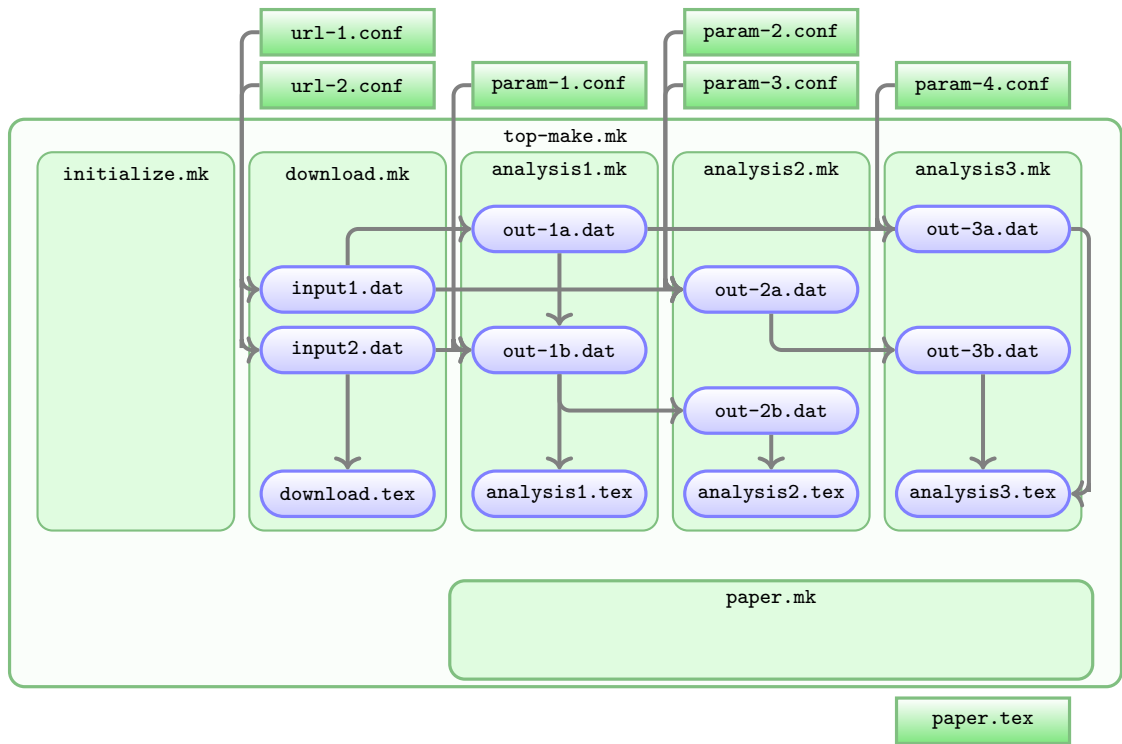 url-1.conf
param-2.conf
url-2.conf
param-1.conf
param-3.conf
param-4.conf
top-make.mk
initialize.mk
download.mk
analysis1.mk
analysis2.mk
analysis3.mk
out-1a.dat
out-3a.dat
input1.dat
out-2a.dat
input2.dat
out-1b.dat
out-3b.dat
out-2b.dat
download.tex
analysis1.tex
analysis2.tex
analysis3.tex
paper.mk
paper.tex